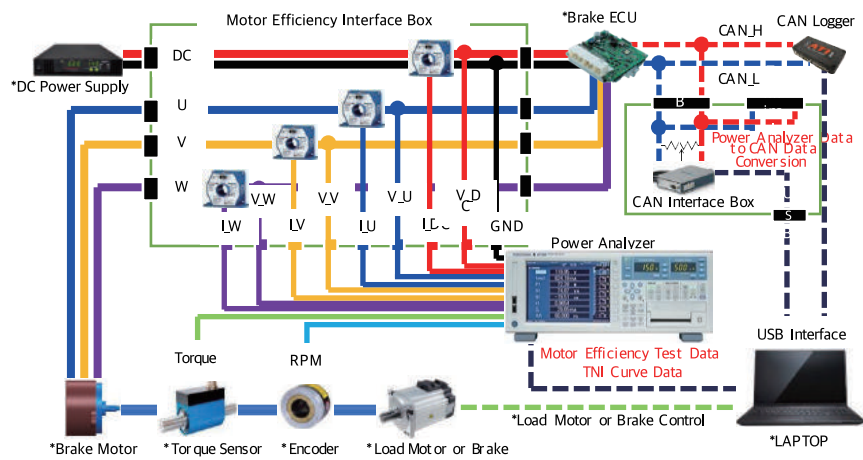 Motor Efficiency Interface Box
*Brake ECU
CAN_H
CAN Logger
DC
*DC Power Supply
CAN_L
U
B
V
Power Analyzer Data
to CAN Data
Conversion
W
V_W
V_V
V_U
V_D
C
CAN Interface Box
I_W
I_V
I_U
GND
S
Power Analyzer
USB Interface
Torque
RPM
Motor Efficiency Test Data
TNI Curve Data
*Load Motor or Brake Control
*Brake Motor
*Torque Sensor
*Encoder
*Load Motor or Brake
*LAPTOP